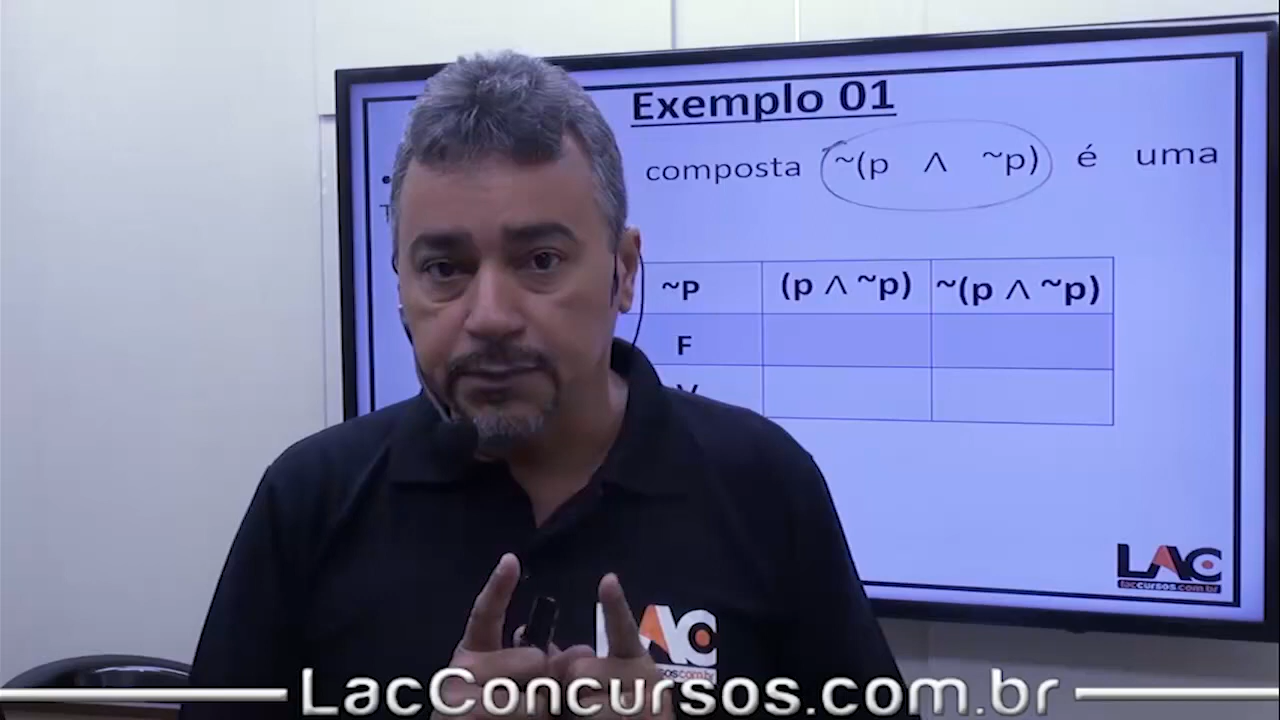 Exemplo 01
• composta ~(p ∧ ~p) é uma
T
~P (p ∧ ~p) ~(p ∧ ~p)
F
V
LAC
laccursos.com.br
LAC
LacConcursos.com.br